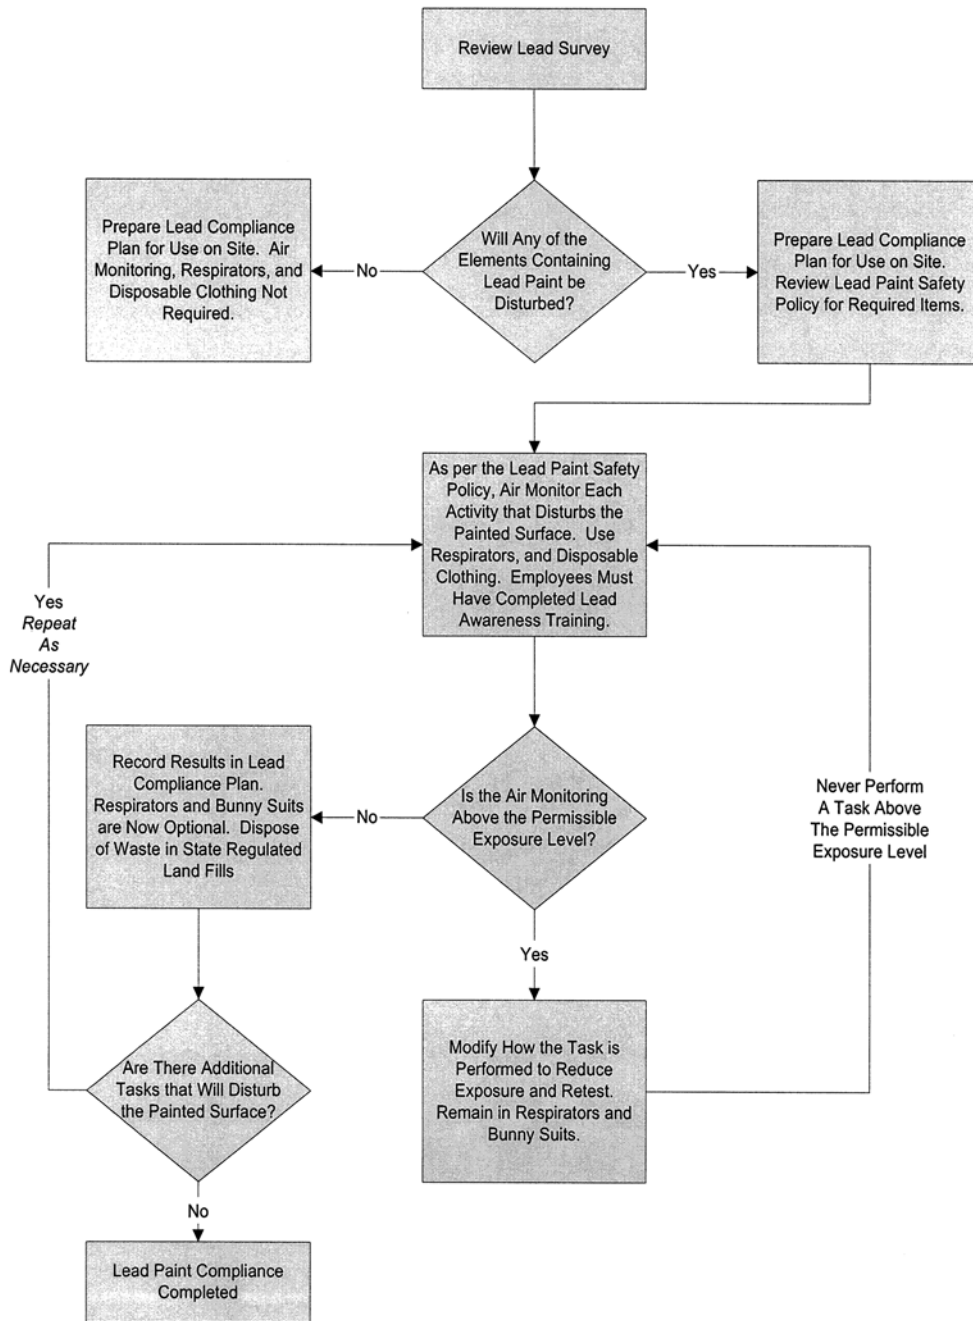 Review Lead Survey
Prepare Lead Compliance
Plan for Use on Site.  Air
Monitoring, Respirators, and
Disposable Clothing Not
Required.
No
Will Any of the
Elements Containing
Lead Paint be
Disturbed?
Yes
Prepare Lead Compliance
Plan for Use on Site.
Review Lead Paint Safety
Policy for Required Items.
As per the Lead Paint Safety
Policy, Air Monitor Each
Activity that Disturbs the
Painted Surface.  Use
Respirators, and Disposable
Clothing.  Employees Must
Have Completed Lead
Awareness Training.
Yes
Repeat
As
Necessary
Record Results in Lead
Compliance Plan.
Respirators and Bunny Suits
are Now Optional.  Dispose
of Waste in State Regulated
Land Fills
No
Is the Air Monitoring
Above the Permissible
Exposure Level?
Never Perform
A Task Above
The Permissible
Exposure Level
Yes
Modify How the Task is
Performed to Reduce
Exposure and Retest.
Remain in Respirators and
Bunny Suits.
Are There Additional
Tasks that Will Disturb
the Painted Surface?
No
Lead Paint Compliance
Completed